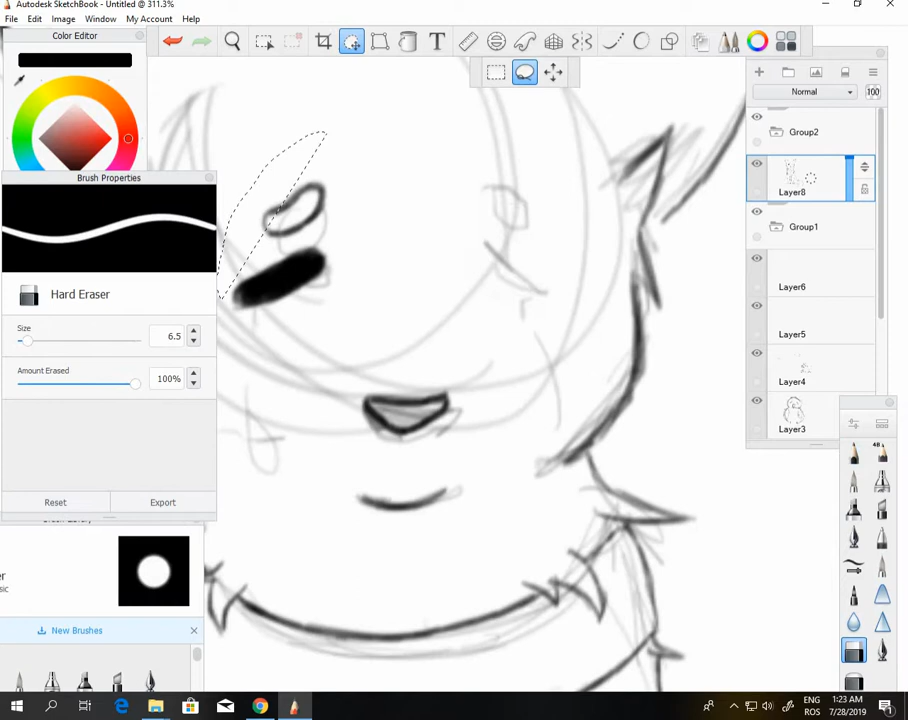 Autodesk SketchBook - Untitled @ 311.3%
File Edit Image Window My Account Help
Color Editor
T
Normal
100
Group2
Layer8
Group1
Layer6
Layer5
Layer4
Layer3
Brush Properties
Hard Eraser
Size
6.5
Amount Erased
100%
Reset
Export
er
sic
New Brushes
ENG
ROS
1:23 AM
7/28/2019